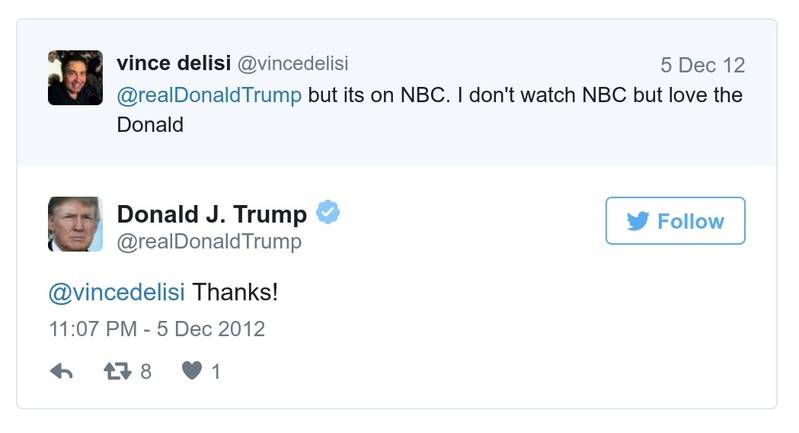 vince delisi @vincedelisi 5 Dec 12
@realDonaldTrump but its on NBC. I don't watch NBC but love the
Donald
Donald J. Trump
@realDonaldTrump
Follow
@vincedelisi Thanks!
11:07 PM - 5 Dec 2012
8 1